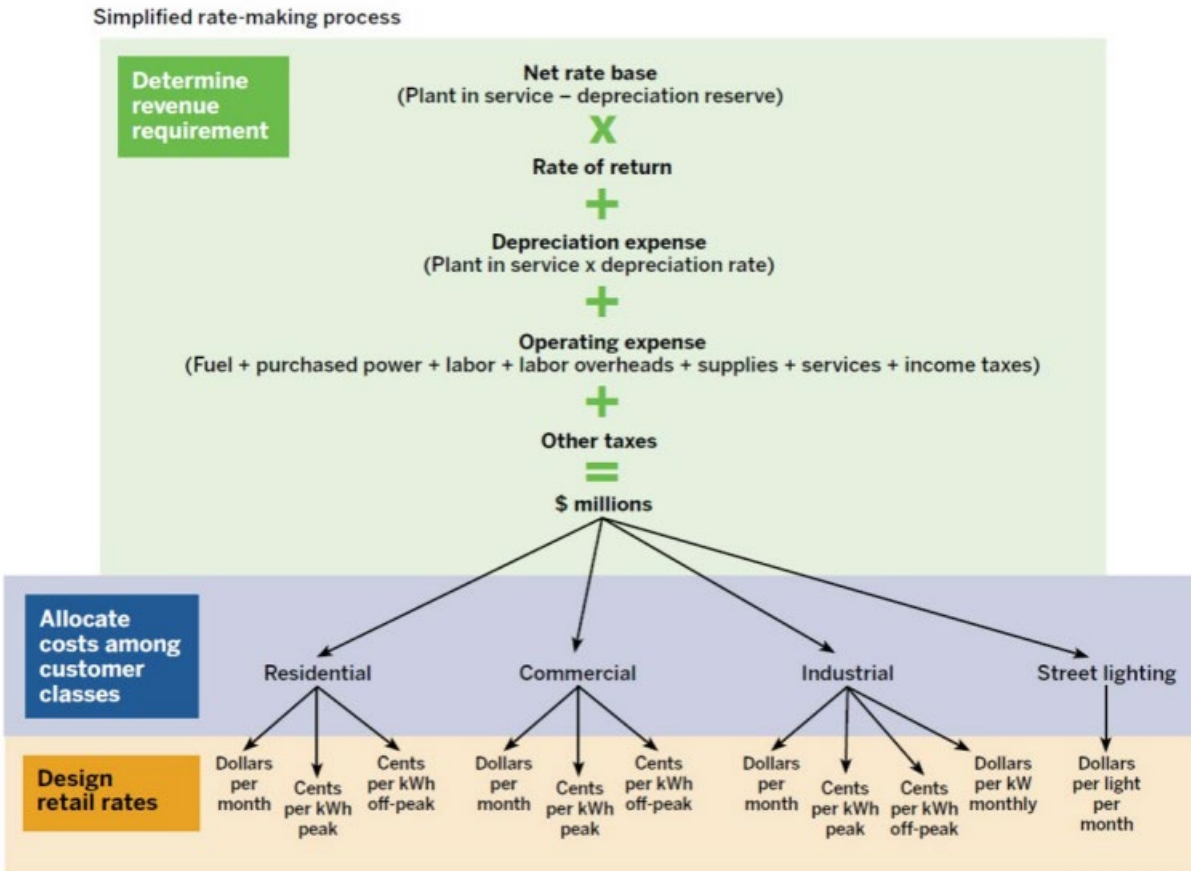 Simplified rate-making process
Determine
revenue
requirement
Net rate base
(Plant in service – depreciation reserve)
X
Rate of return
+
Depreciation expense
(Plant in service x depreciation rate)
+
Operating expense
(Fuel + purchased power + labor + labor overheads + supplies + services + income taxes)
+
Other taxes
=
$ millions
Allocate
costs among
customer
classes
Residential
Commercial
Industrial
Street lighting
Design
retail rates
Dollars
per
month
Cents
per kWh
peak
Cents
per kWh
off-peak
Dollars
per
month
Cents
per kWh
peak
Cents
per kWh
off-peak
Dollars
per
month
Cents
per kWh
peak
Cents
per kWh
off-peak
Dollars
per kW
monthly
Dollars
per light
per
month